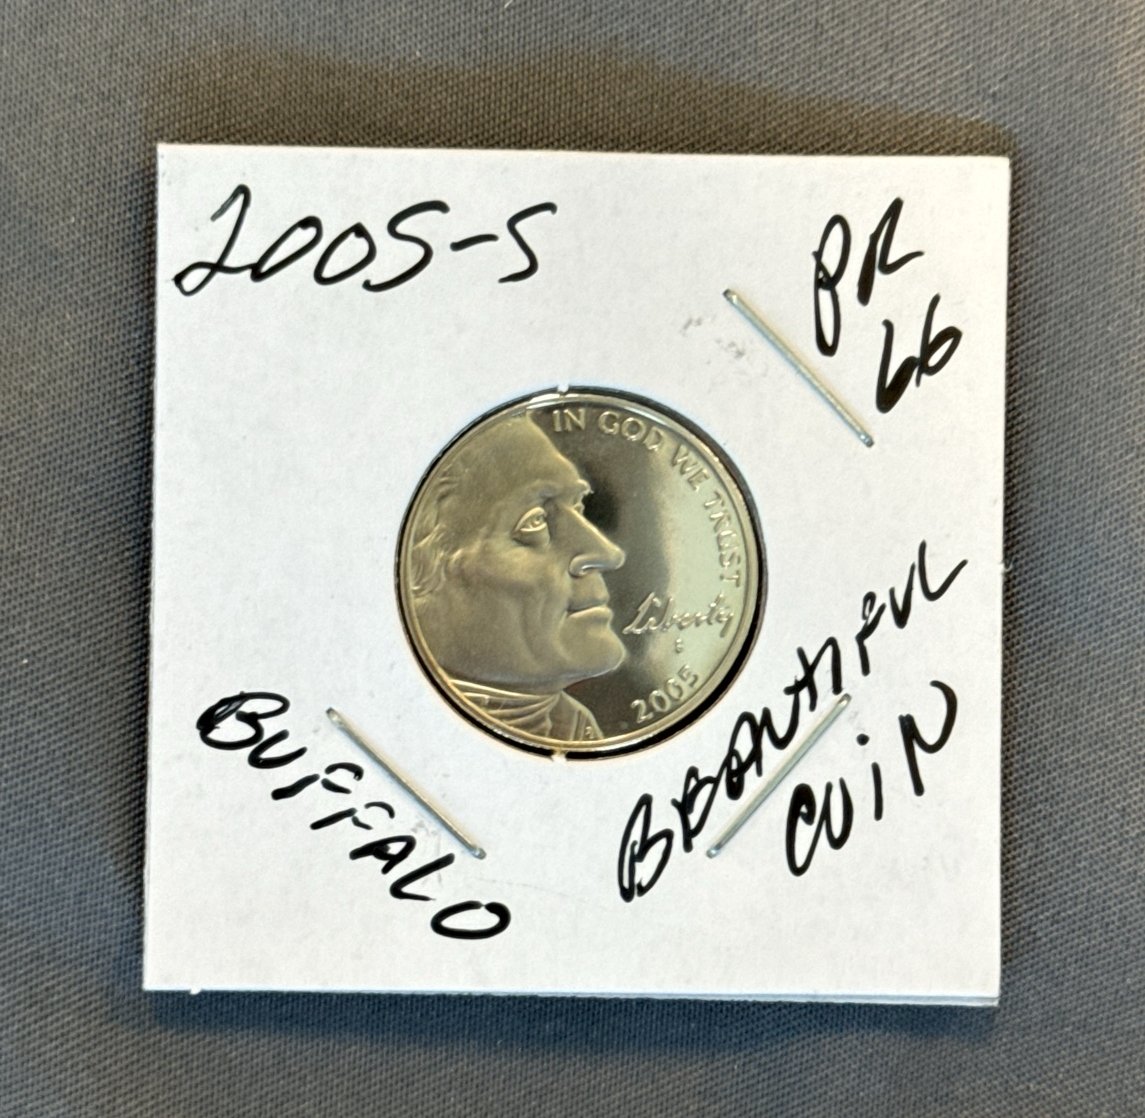 2005-S
PR
66
IN GOD WE TRUST
Liberty
S
2005
BUFFALO
BEAUTIFUL
COIN